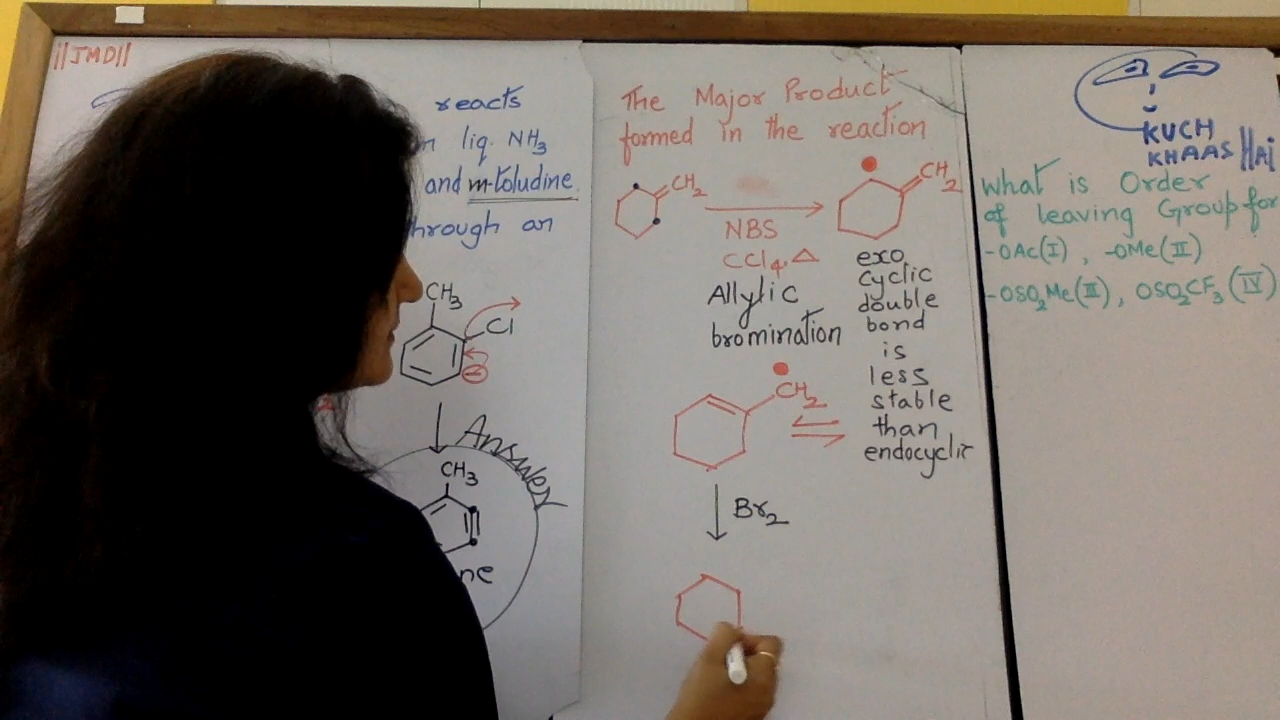 ||JMD||
reacts
liq. NH3
and m-toludine.
through an
CH3
Cl
Answer
CH3
ne
The Major Product
formed in the reaction
CH2
NBS
CCl4, Δ
CH2
Allylic
bromination
exo
cyclic
double
bond
is
less
stable
than
endocyclic
CH2
Br2
KUCH
KHAAS HAI
What is Order
of leaving Group for
-OAc(I), -OMe(II)
-OSO2Me(III), OSO2CF3(IV)